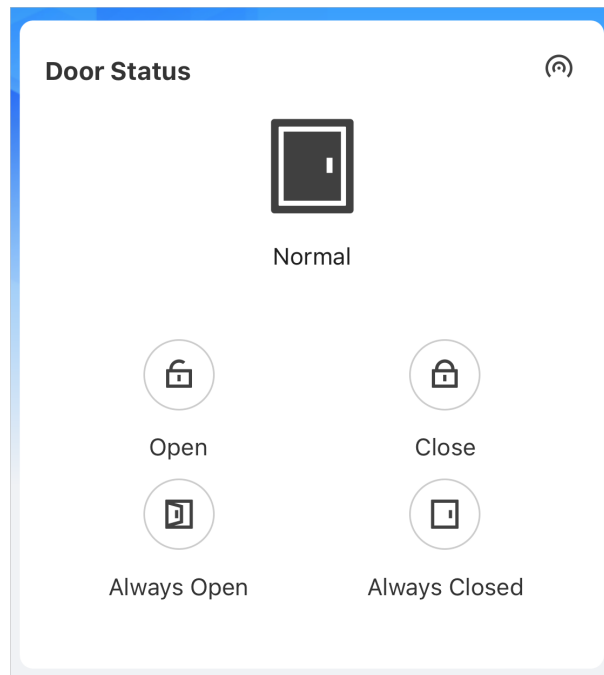 Door Status
Normal
Open
Close
Always Open
Always Closed